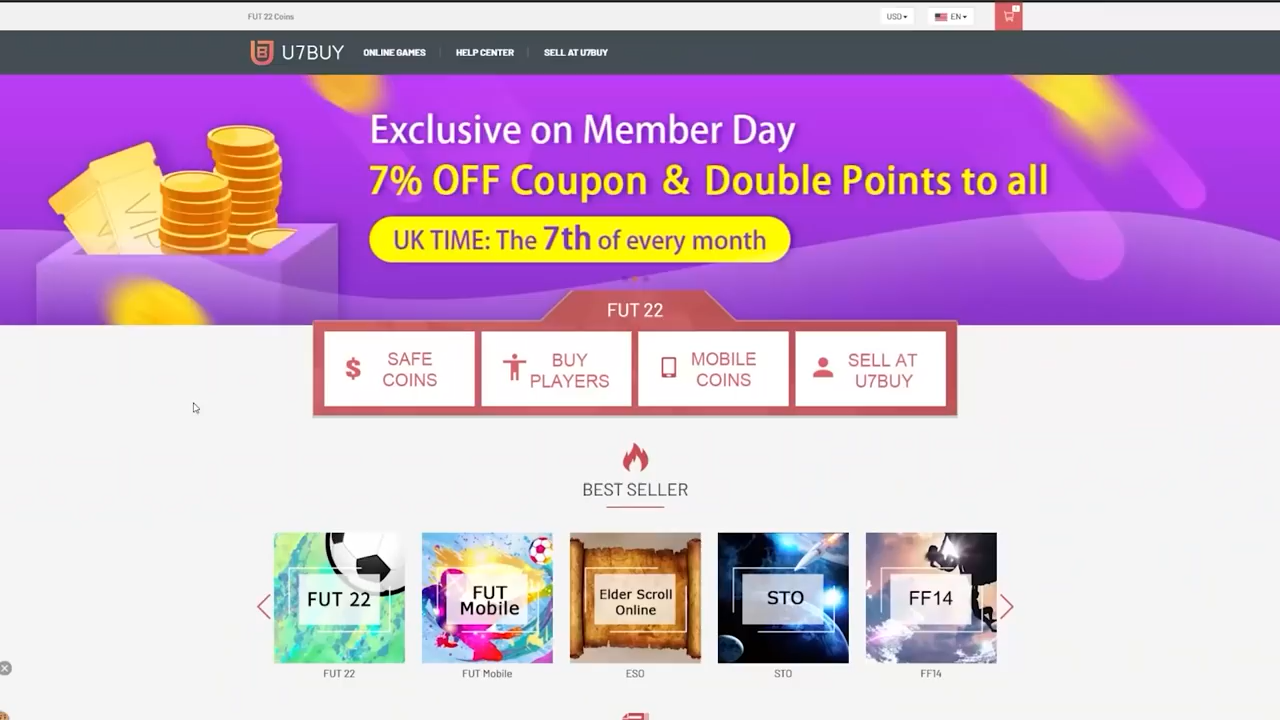 FUT 22 Coins
USD
EN
1
U7BUY
ONLINE GAMES
HELP CENTER
SELL AT U7BUY
Exclusive on Member Day
7% OFF Coupon & Double Points to all
UK TIME: The 7th of every month
VIP
FUT 22
SAFE COINS
BUY PLAYERS
MOBILE COINS
SELL AT U7BUY
BEST SELLER
FUT 22
FUT Mobile
Elder Scroll Online
STO
FF14
FUT 22
FUT Mobile
ESO
STO
FF14